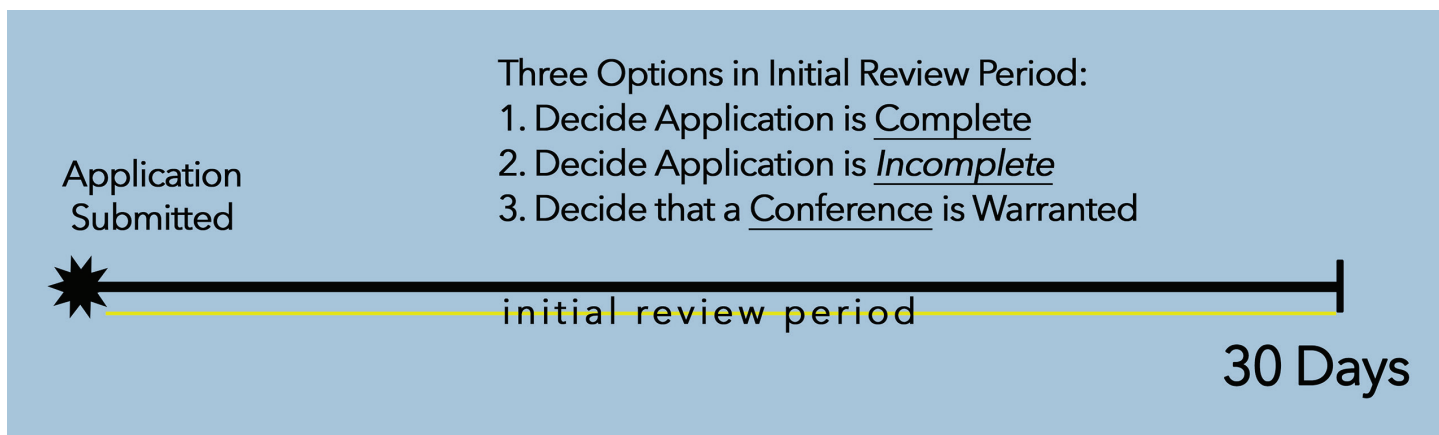 Three Options in Initial Review Period:
1. Decide Application is Complete
2. Decide Application is Incomplete
3. Decide that a Conference is Warranted
Application
Submitted
initial review period
30 Days